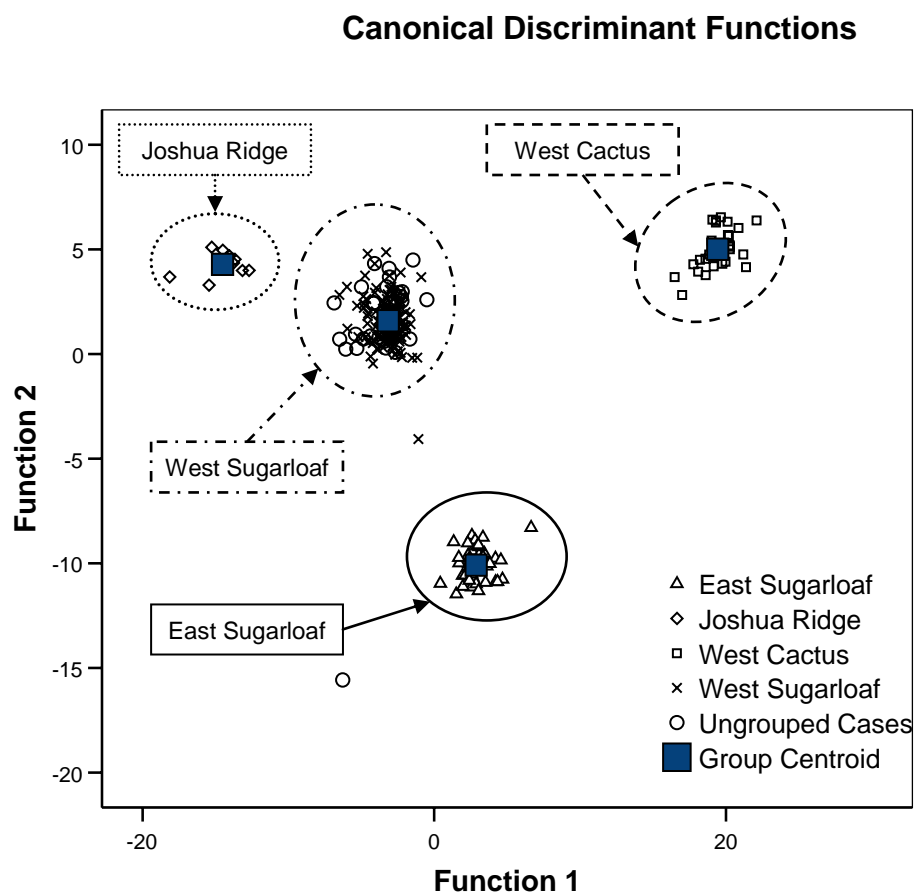 Canonical Discriminant Functions
Joshua Ridge
West Cactus
West Sugarloaf
East Sugarloaf
10
5
0
-5
-10
-15
-20
Function 2
-20
0
20
Function 1
East Sugarloaf
Joshua Ridge
West Cactus
West Sugarloaf
Ungrouped Cases
Group Centroid